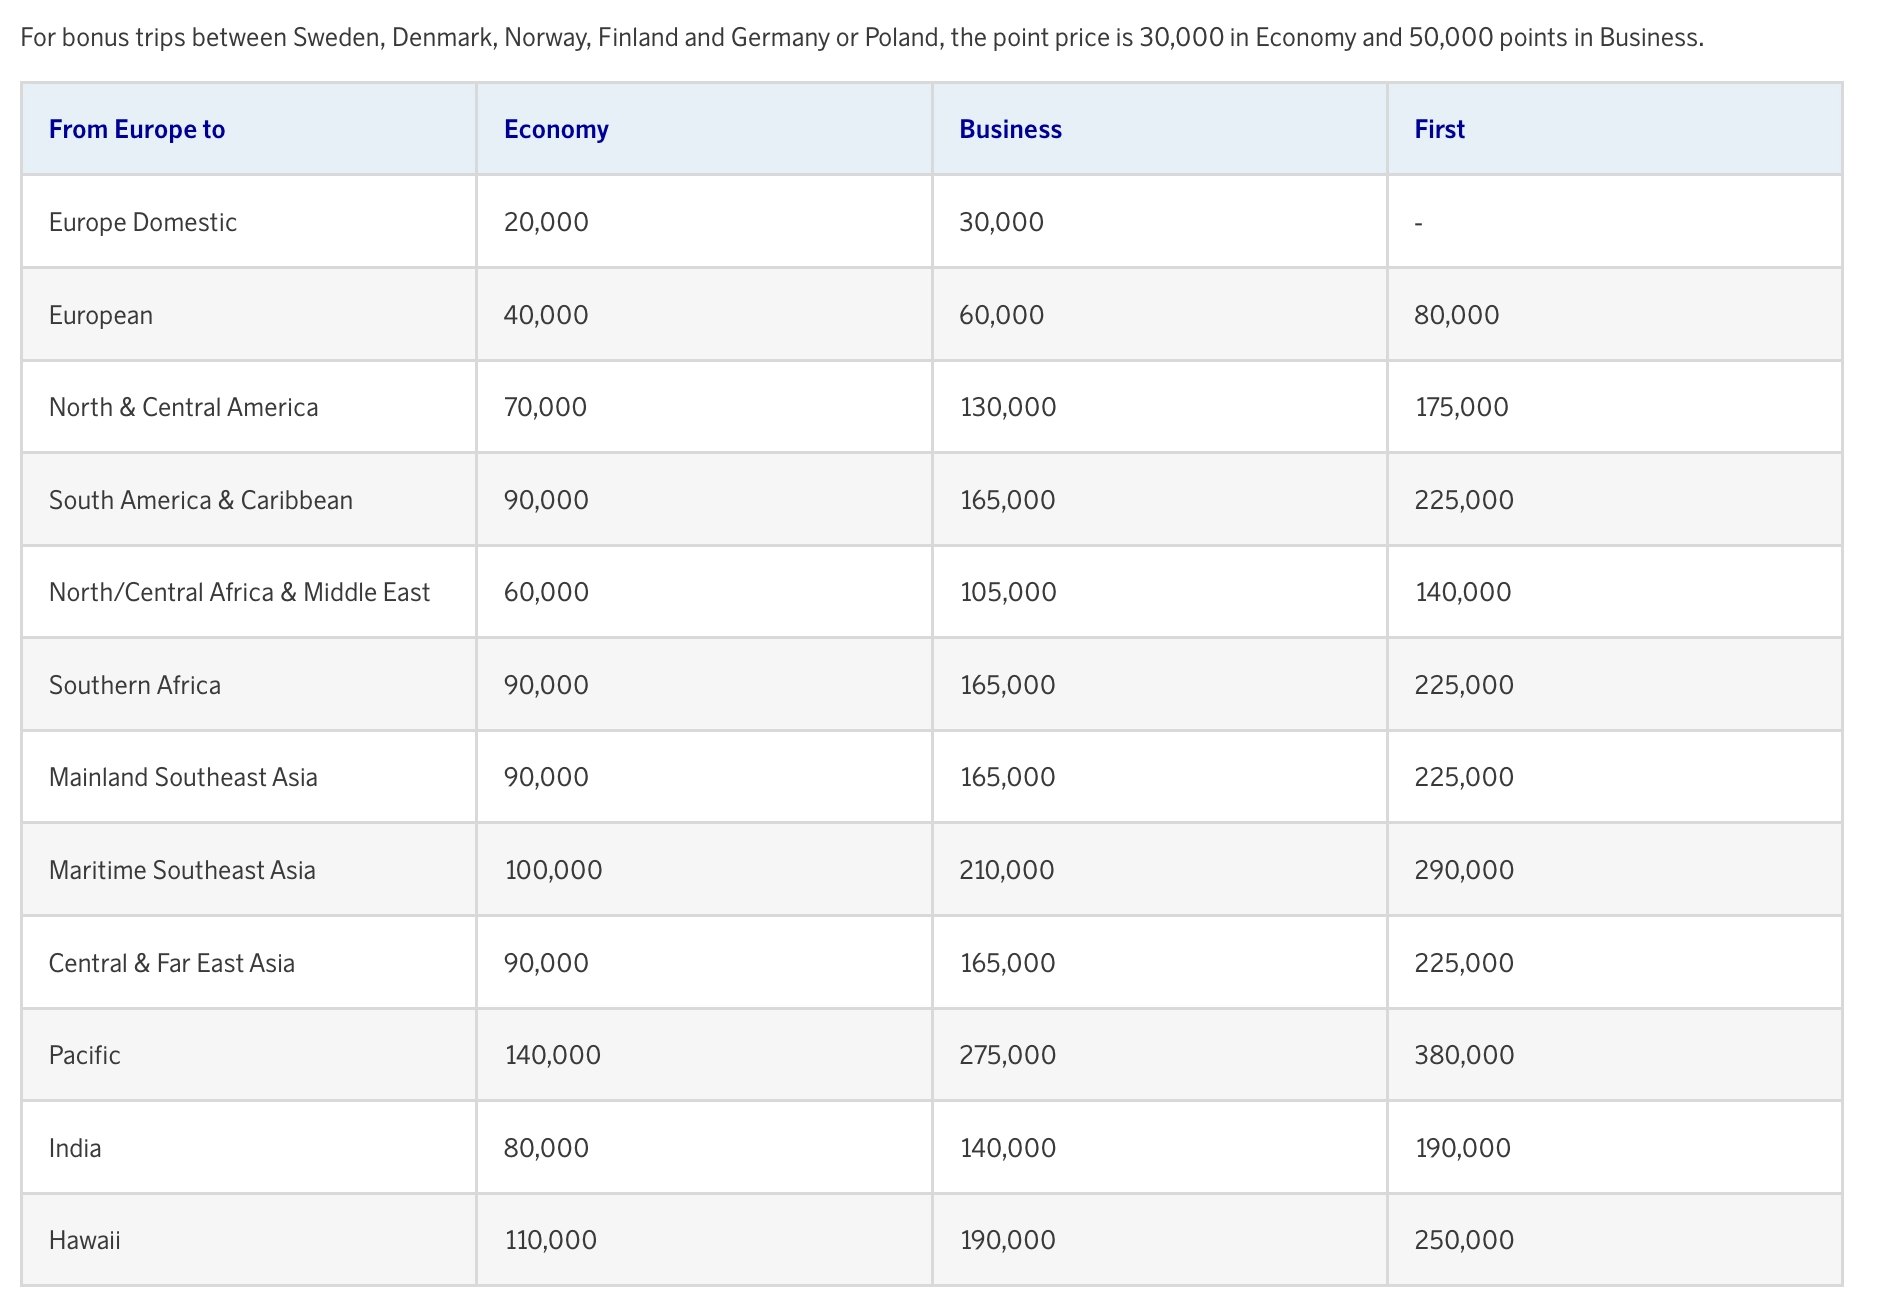 For bonus trips between Sweden, Denmark, Norway, Finland and Germany or Poland, the point price is 30,000 in Economy and 50,000 points in Business.
From Europe to Economy Business First
Europe Domestic 20,000 30,000 -
European 40,000 60,000 80,000
North & Central America 70,000 130,000 175,000
South America & Caribbean 90,000 165,000 225,000
North/Central Africa & Middle East 60,000 105,000 140,000
Southern Africa 90,000 165,000 225,000
Mainland Southeast Asia 90,000 165,000 225,000
Maritime Southeast Asia 100,000 210,000 290,000
Central & Far East Asia 90,000 165,000 225,000
Pacific 140,000 275,000 380,000
India 80,000 140,000 190,000
Hawaii 110,000 190,000 250,000